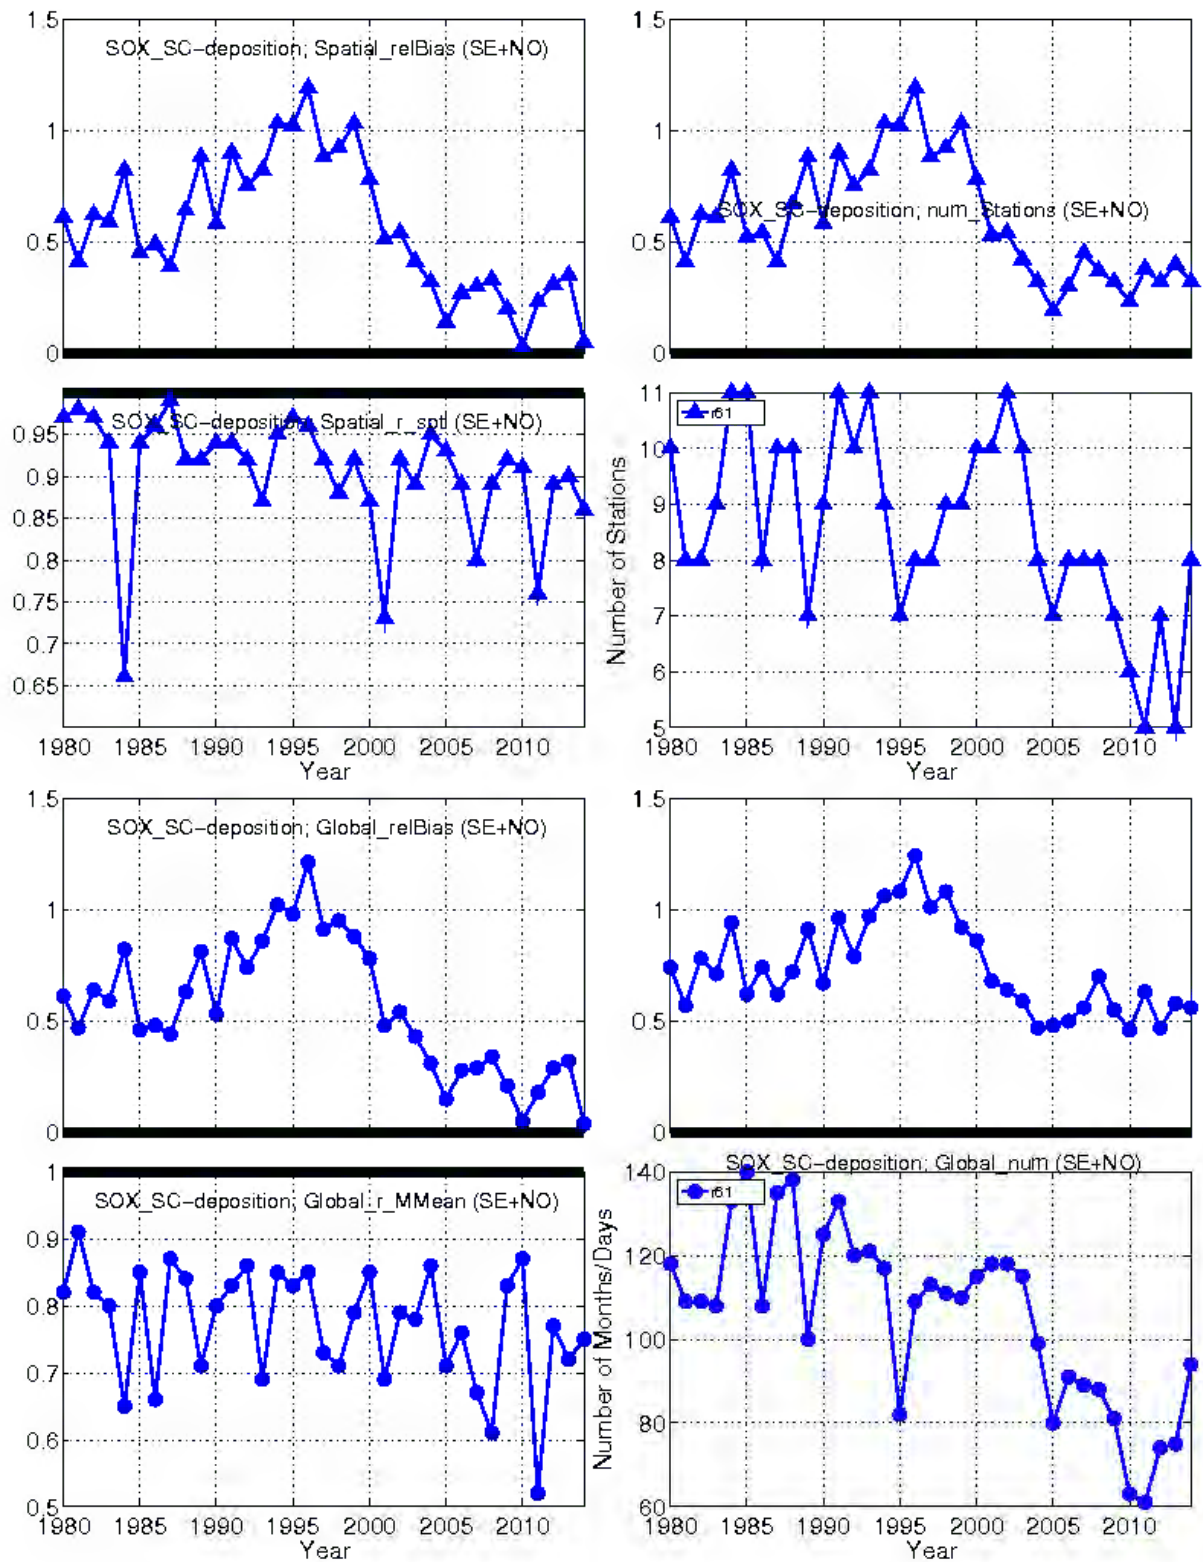 1.5
SOX_SC-deposition; Spatial_relBias (SE+NO)
1
0.5
0
1.5
1
SOX_SC-deposition; num_Stations (SE+NO)
0.5
0
SOX_SC-deposition; Spatial_r_sptl (SE+NO)
0.95
0.9
0.85
0.8
0.75
0.7
0.65
1980 1985 1990 1995 2000 2005 2010
Year
11
r61
10
9
8
7
6
5
Number of Stations
1980 1985 1990 1995 2000 2005 2010
Year
1.5
SOX_SC-deposition; Global_relBias (SE+NO)
1
0.5
0
1.5
1
0.5
0
1
SOX_SC-deposition; Global_r_MMean (SE+NO)
0.9
0.8
0.7
0.6
0.5
1980 1985 1990 1995 2000 2005 2010
Year
SOX_SC-deposition; Global_num (SE+NO)
140
r61
120
100
80
60
Number of Months/Days
1980 1985 1990 1995 2000 2005 2010
Year